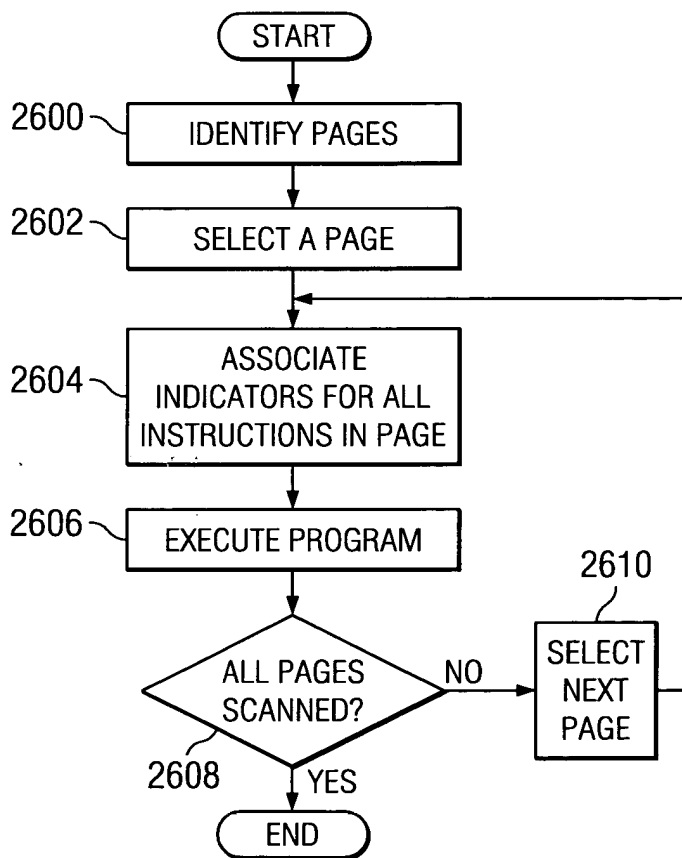 START
2600
IDENTIFY PAGES
2602
SELECT A PAGE
2604
ASSOCIATE
INDICATORS FOR ALL
INSTRUCTIONS IN PAGE
2606
EXECUTE PROGRAM
2610
ALL PAGES
SCANNED?
NO
SELECT
NEXT
PAGE
2608
YES
END